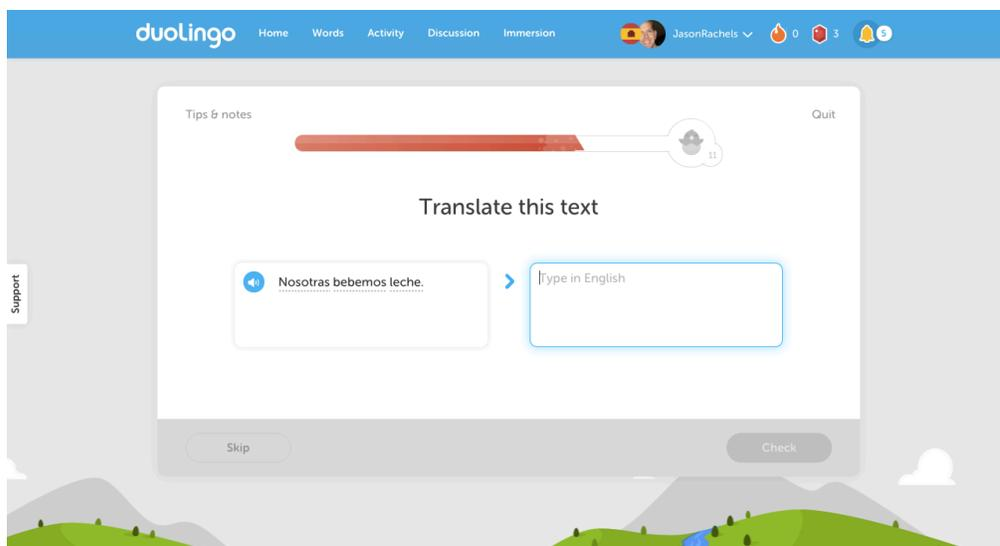 duolingo Home Words Activity Discussion Immersion JasonRachels 0 3 5
Tips & notes Quit
11
Translate this text
Nosotras bebemos leche. Type in English
Support
Skip Check